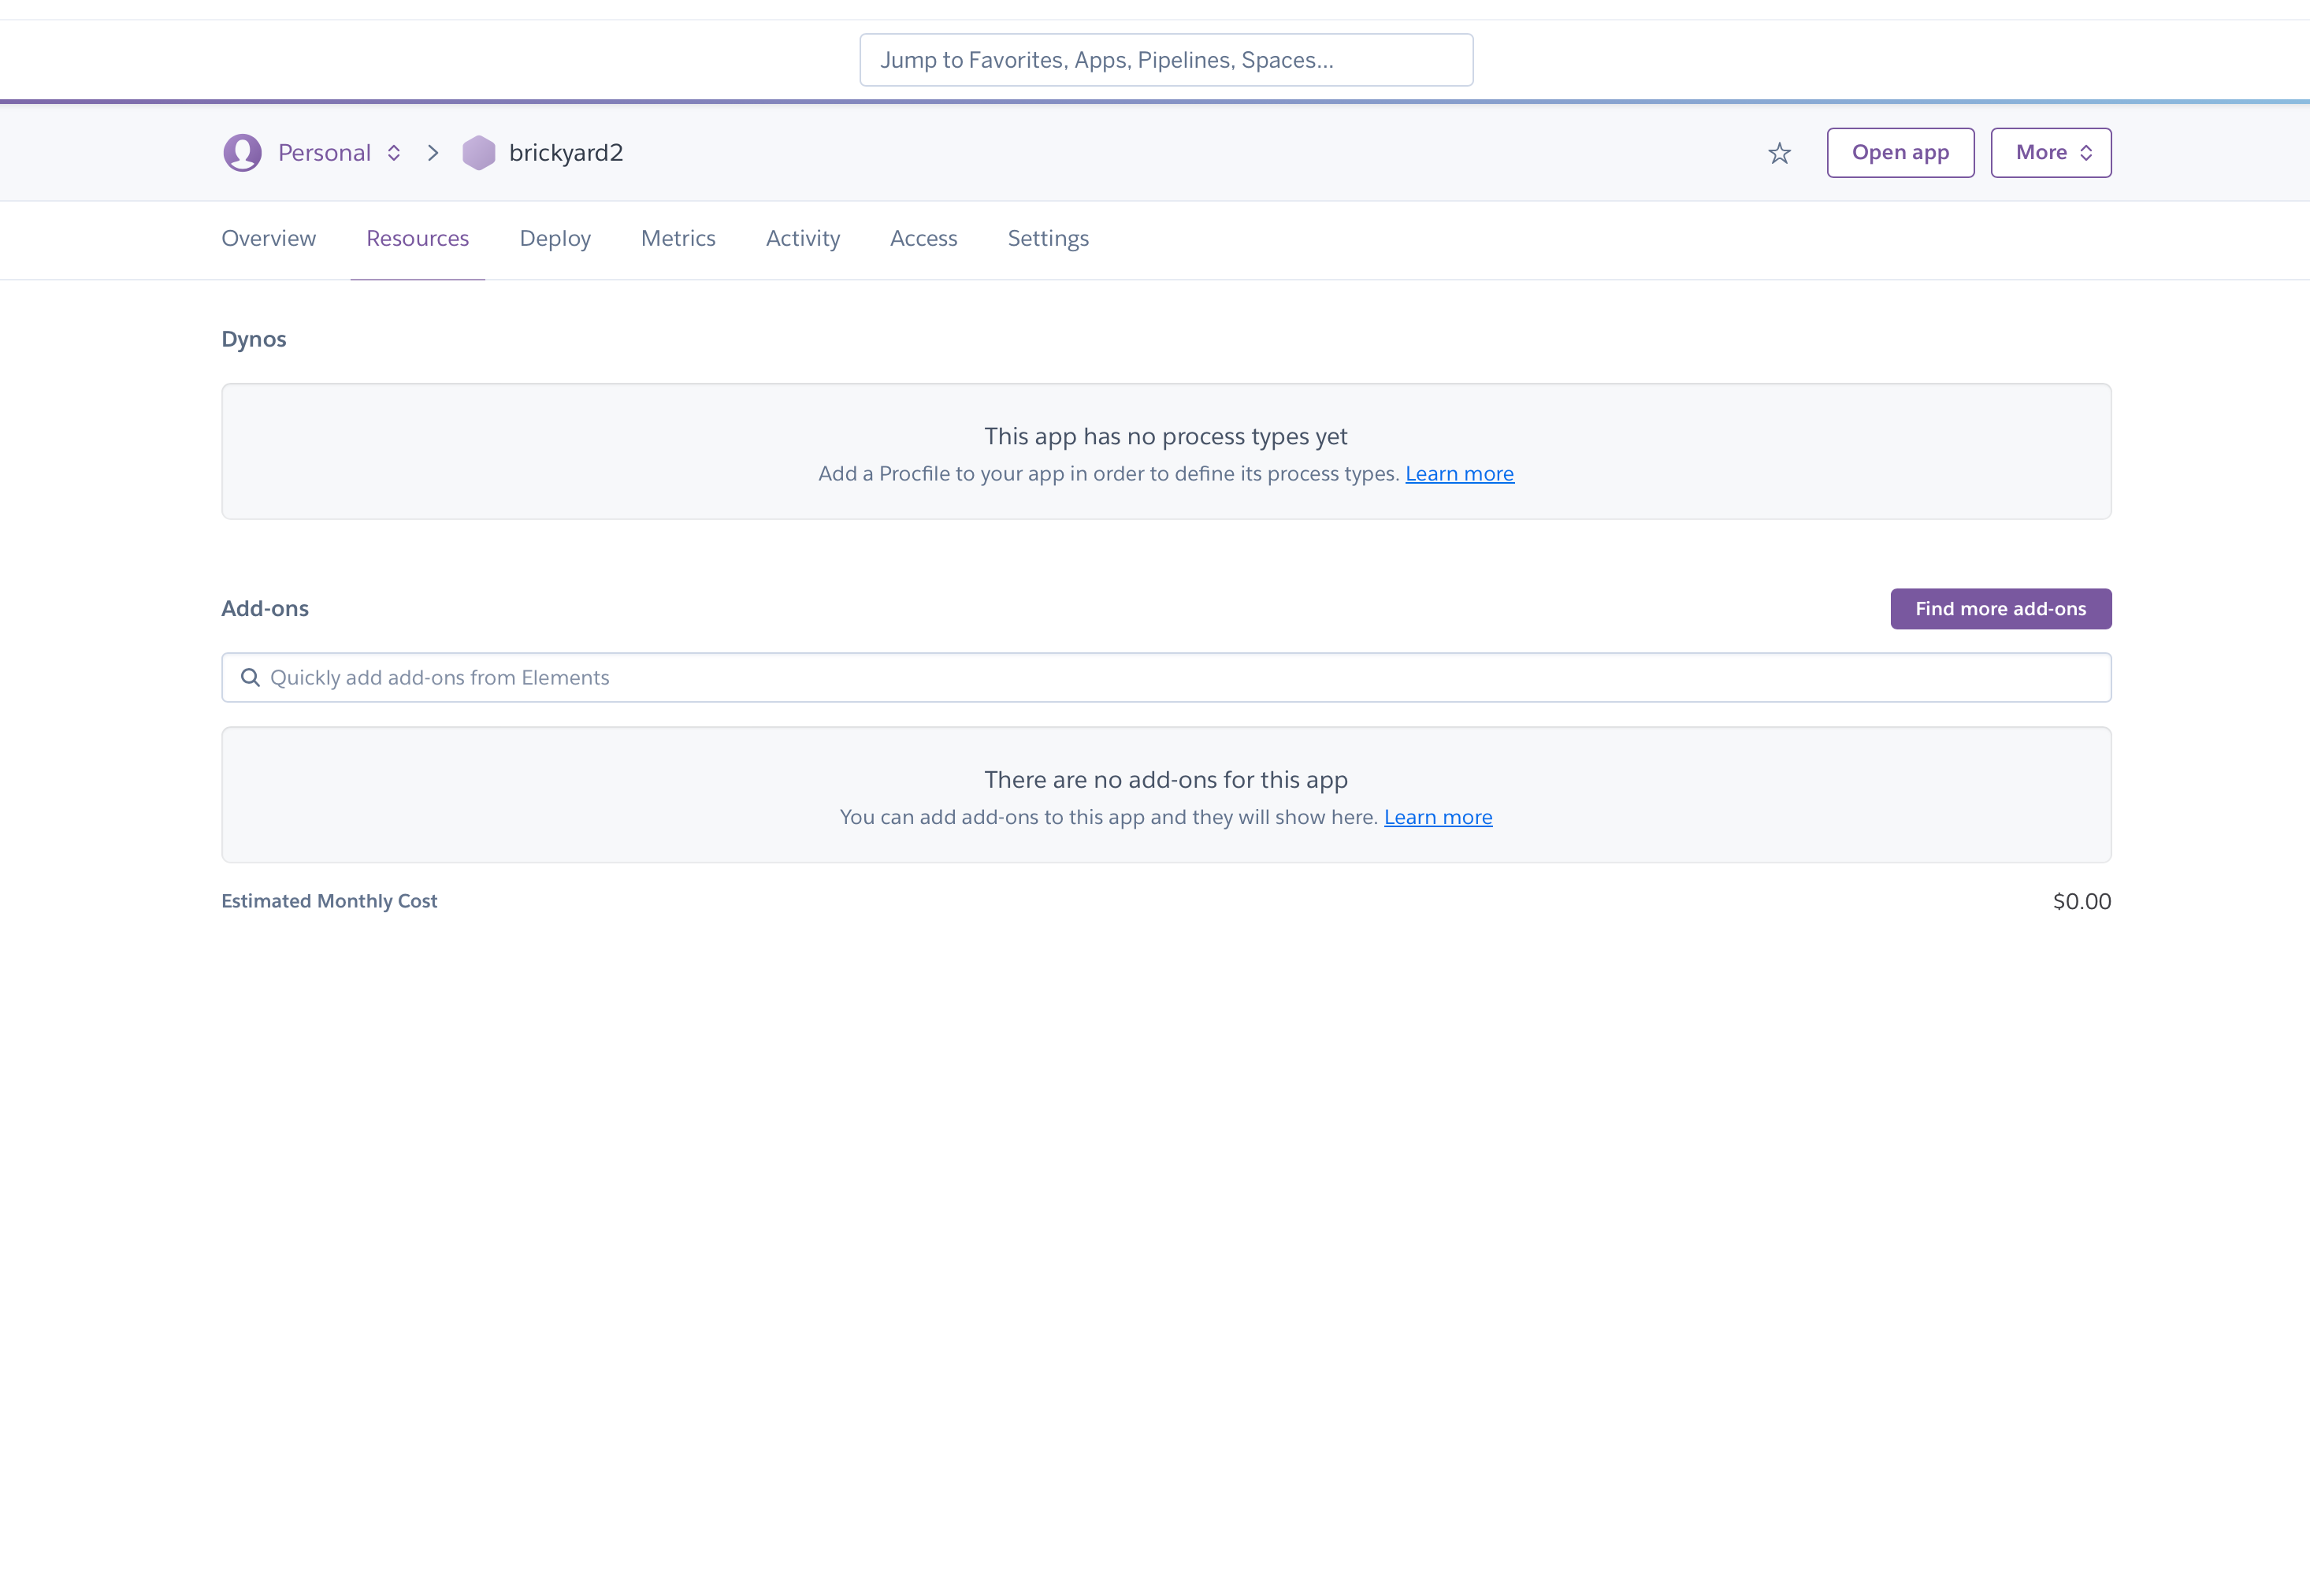 Jump to Favorites, Apps, Pipelines, Spaces...
Personal
brickyard2
Open app
More
Overview
Resources
Deploy
Metrics
Activity
Access
Settings
Dynos
This app has no process types yet
Add a Procfile to your app in order to define its process types. Learn more
Add-ons
Find more add-ons
Quickly add add-ons from Elements
There are no add-ons for this app
You can add add-ons to this app and they will show here. Learn more
Estimated Monthly Cost
$0.00